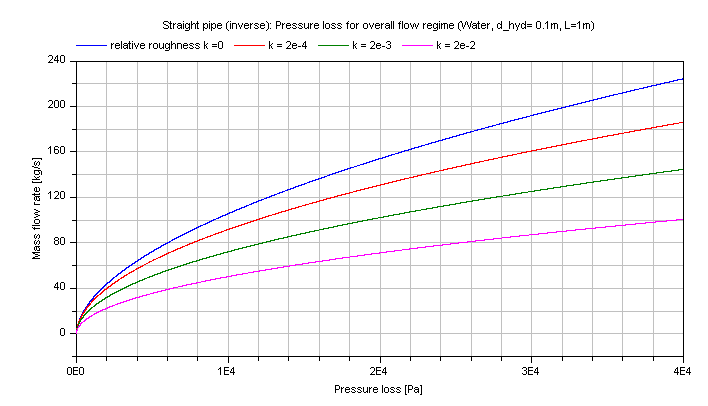 Straight pipe (inverse): Pressure loss for overall flow regime (Water, d_hyd= 0.1m, L=1m)
relative roughness k =0 k = 2e-4 k = 2e-3 k = 2e-2
240
200
160
120
80
40
0
Mass flow rate [kg/s]
0E0 1E4 2E4 3E4 4E4
Pressure loss [Pa]